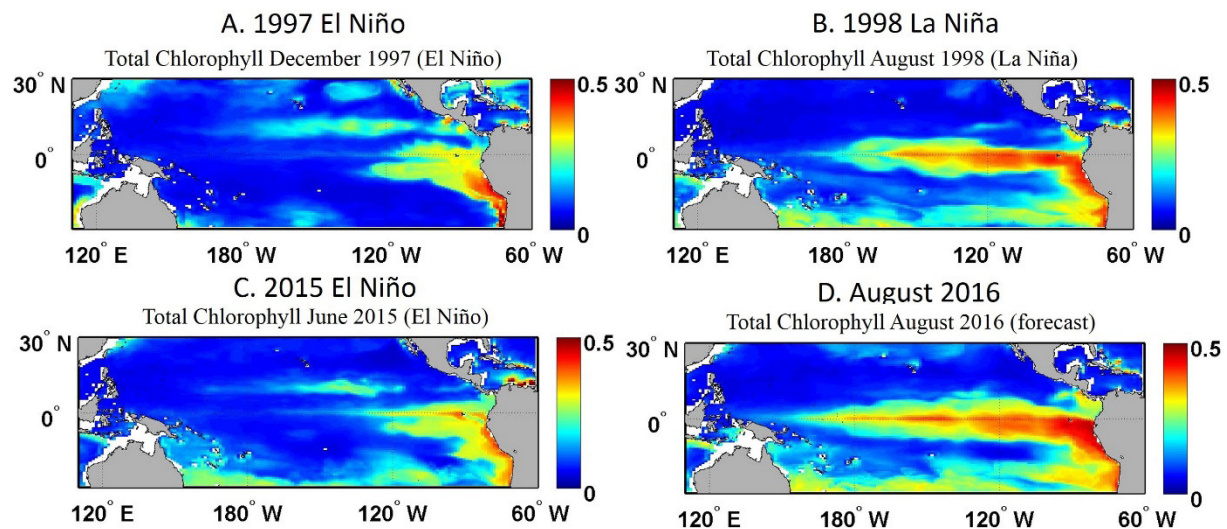 A. 1997 El Niño
Total Chlorophyll December 1997 (El Niño)
30° N
0°
120° E
180° W
120° W
60° W
0.5
0
B. 1998 La Niña
Total Chlorophyll August 1998 (La Niña)
30° N
0°
120° E
180° W
120° W
60° W
0.5
0
C. 2015 El Niño
Total Chlorophyll June 2015 (El Niño)
30° N
0°
120° E
180° W
120° W
60° W
0.5
0
D. August 2016
Total Chlorophyll August 2016 (forecast)
30° N
0°
120° E
180° W
120° W
60° W
0.5
0